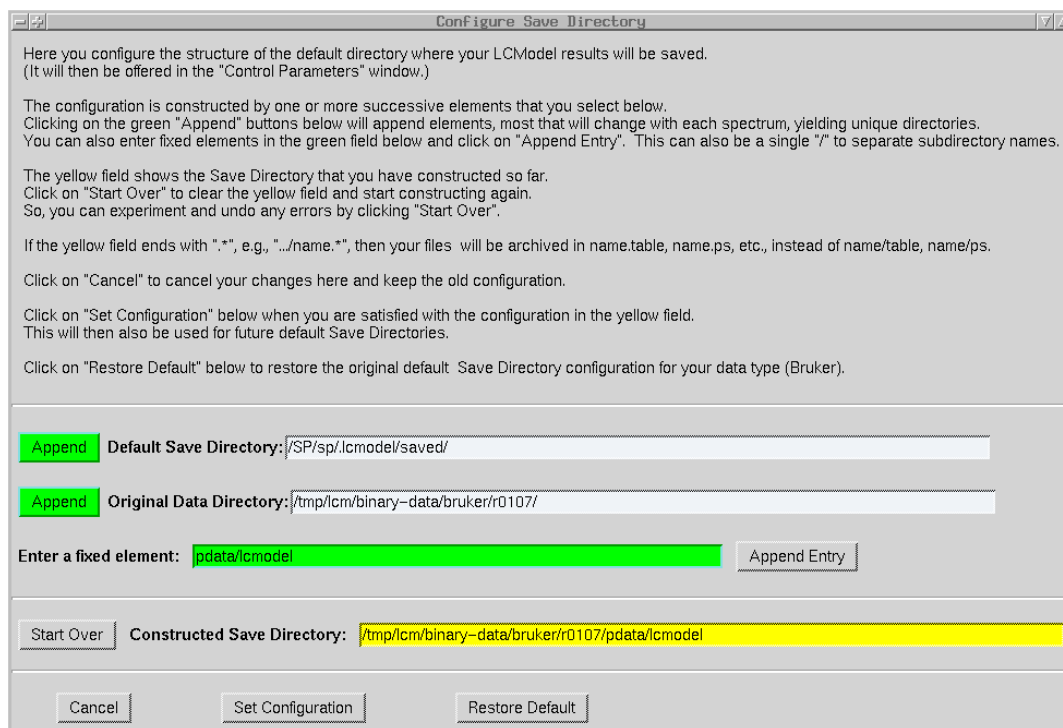 Configure Save Directory
Here you configure the structure of the default directory where your LCModel results will be saved.
(It will then be offered in the "Control Parameters" window.)
The configuration is constructed by one or more successive elements that you select below.
Clicking on the green "Append" buttons below will append elements, most that will change with each spectrum, yielding unique directories.
You can also enter fixed elements in the green field below and click on "Append Entry".  This can also be a single "/" to separate subdirectory names.
The yellow field shows the Save Directory that you have constructed so far.
Click on "Start Over" to clear the yellow field and start constructing again.
So, you can experiment and undo any errors by clicking "Start Over".
If the yellow field ends with ".*", e.g., ".../name.*", then your files  will be archived in name.table, name.ps, etc., instead of name/table, name/ps.
Click on "Cancel" to cancel your changes here and keep the old configuration.
Click on "Set Configuration" below when you are satisfied with the configuration in the yellow field.
This will then also be used for future default Save Directories.
Click on "Restore Default" below to restore the original default  Save Directory configuration for your data type (Bruker).
Append Default Save Directory: /SP/sp/.lcmodel/saved/
Append Original Data Directory: /tmp/lcm/binary-data/bruker/r0107/
Enter a fixed element: pdata/lcmodel Append Entry
Start Over Constructed Save Directory: /tmp/lcm/binary-data/bruker/r0107/pdata/lcmodel
Cancel Set Configuration Restore Default